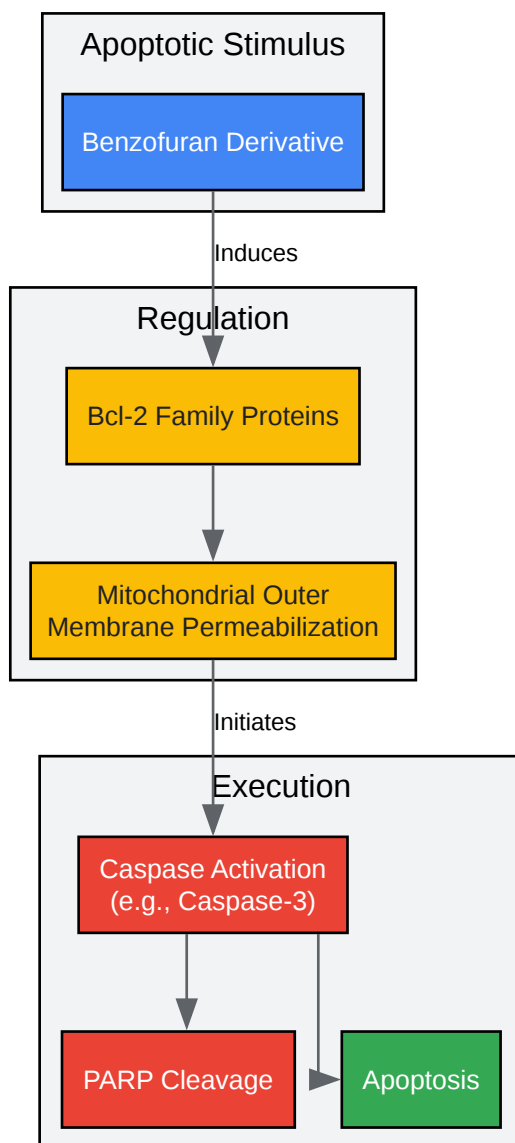 Apoptotic Stimulus
Benzofuran Derivative
Induces
Regulation
Bcl-2 Family Proteins
Mitochondrial Outer
Membrane Permeabilization
Initiates
Execution
Caspase Activation
(e.g., Caspase-3)
PARP Cleavage
Apoptosis